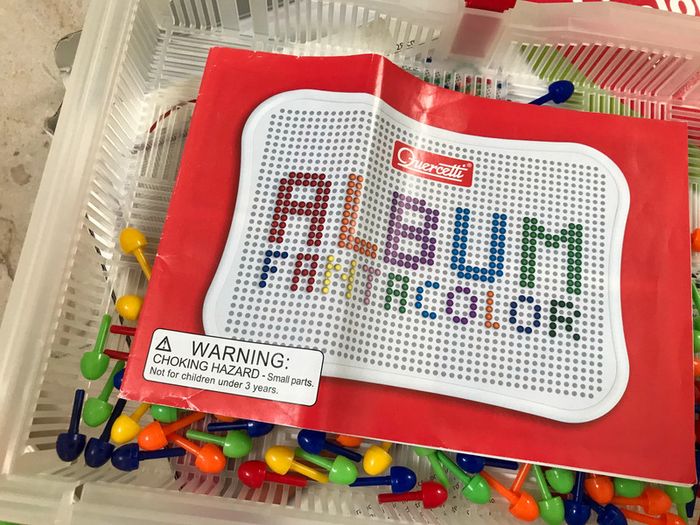 Quercetti®
ALBUM
FANTACOLOR
WARNING:
CHOKING HAZARD - Small parts.
Not for children under 3 years.